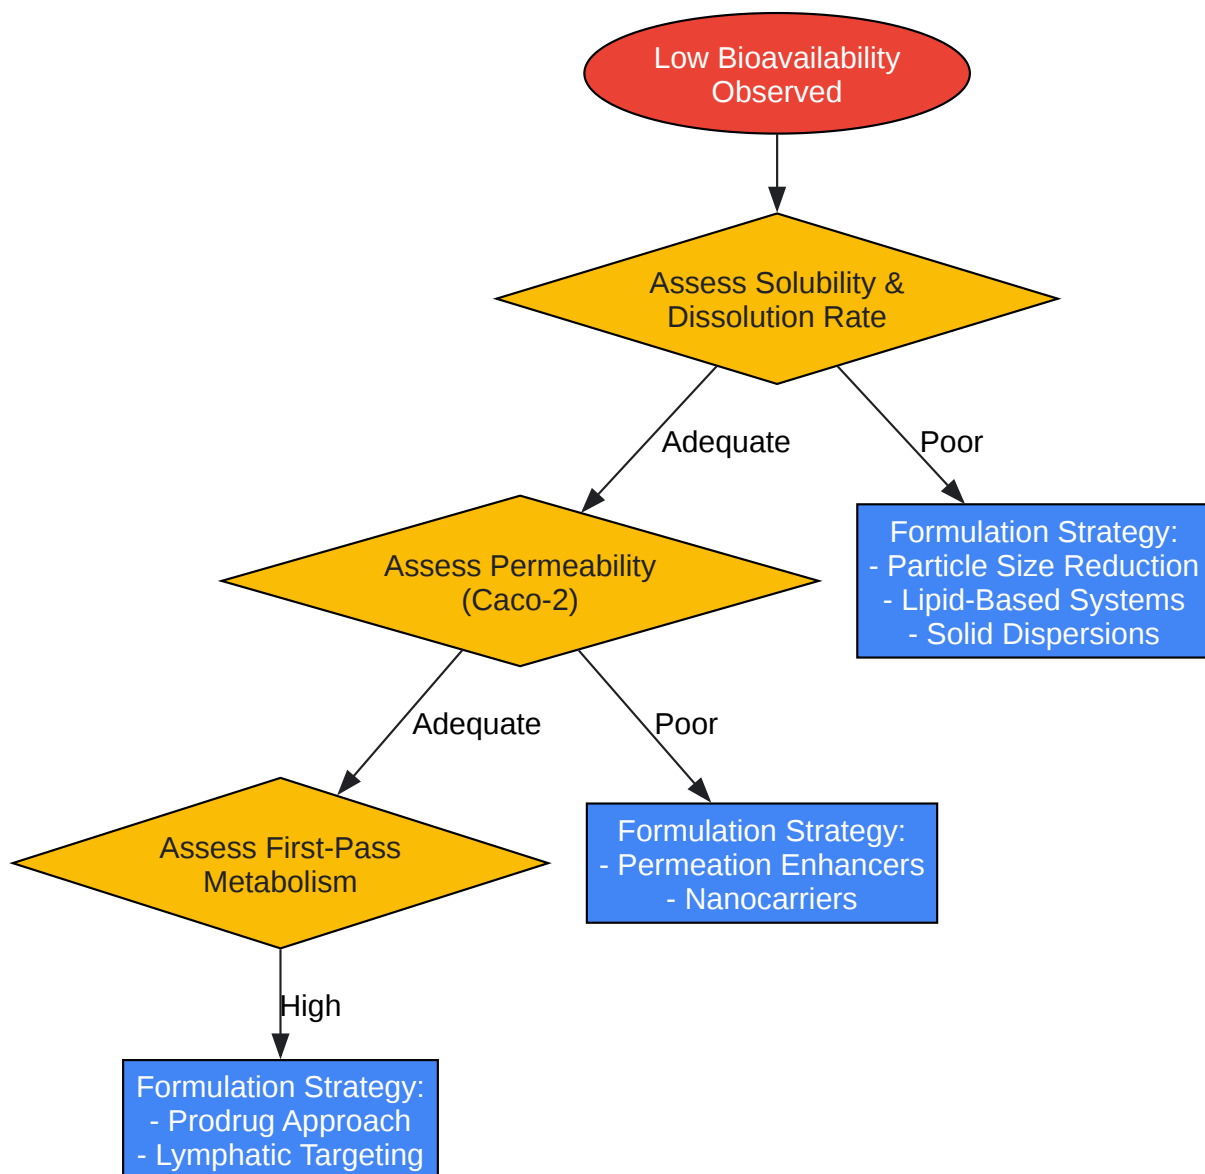 Low Bioavailability
Observed
Assess Solubility &
Dissolution Rate
Adequate
Poor
Formulation Strategy:
- Particle Size Reduction
- Lipid-Based Systems
- Solid Dispersions
Assess Permeability
(Caco-2)
Adequate
Poor
Formulation Strategy:
- Permeation Enhancers
- Nanocarriers
Assess First-Pass
Metabolism
High
Formulation Strategy:
- Prodrug Approach
- Lymphatic Targeting